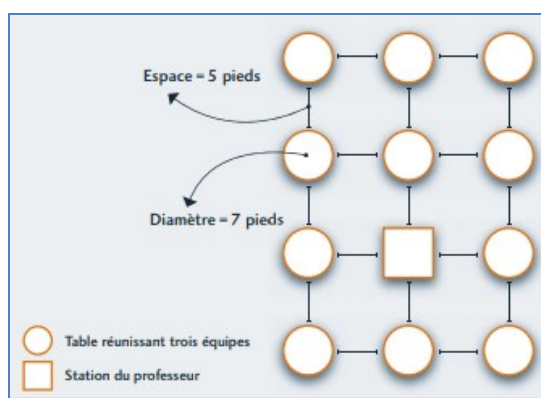 Espace = 5 pieds
Diamètre = 7 pieds
Table réunissant trois équipes
Station du professeur